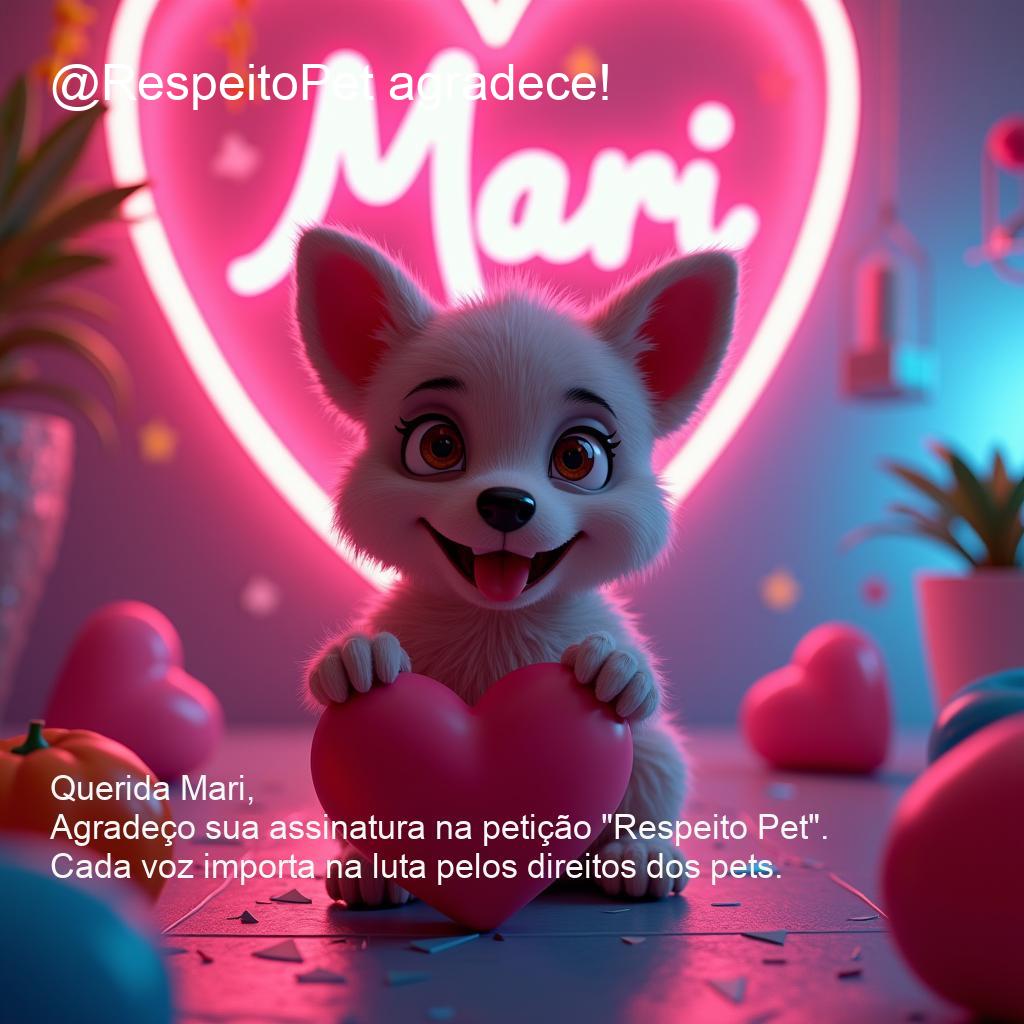 @RespeitoPet agradece!
Mari
Querida Mari,
Agradeço sua assinatura na petição "Respeito Pet".
Cada voz importa na luta pelos direitos dos pets.